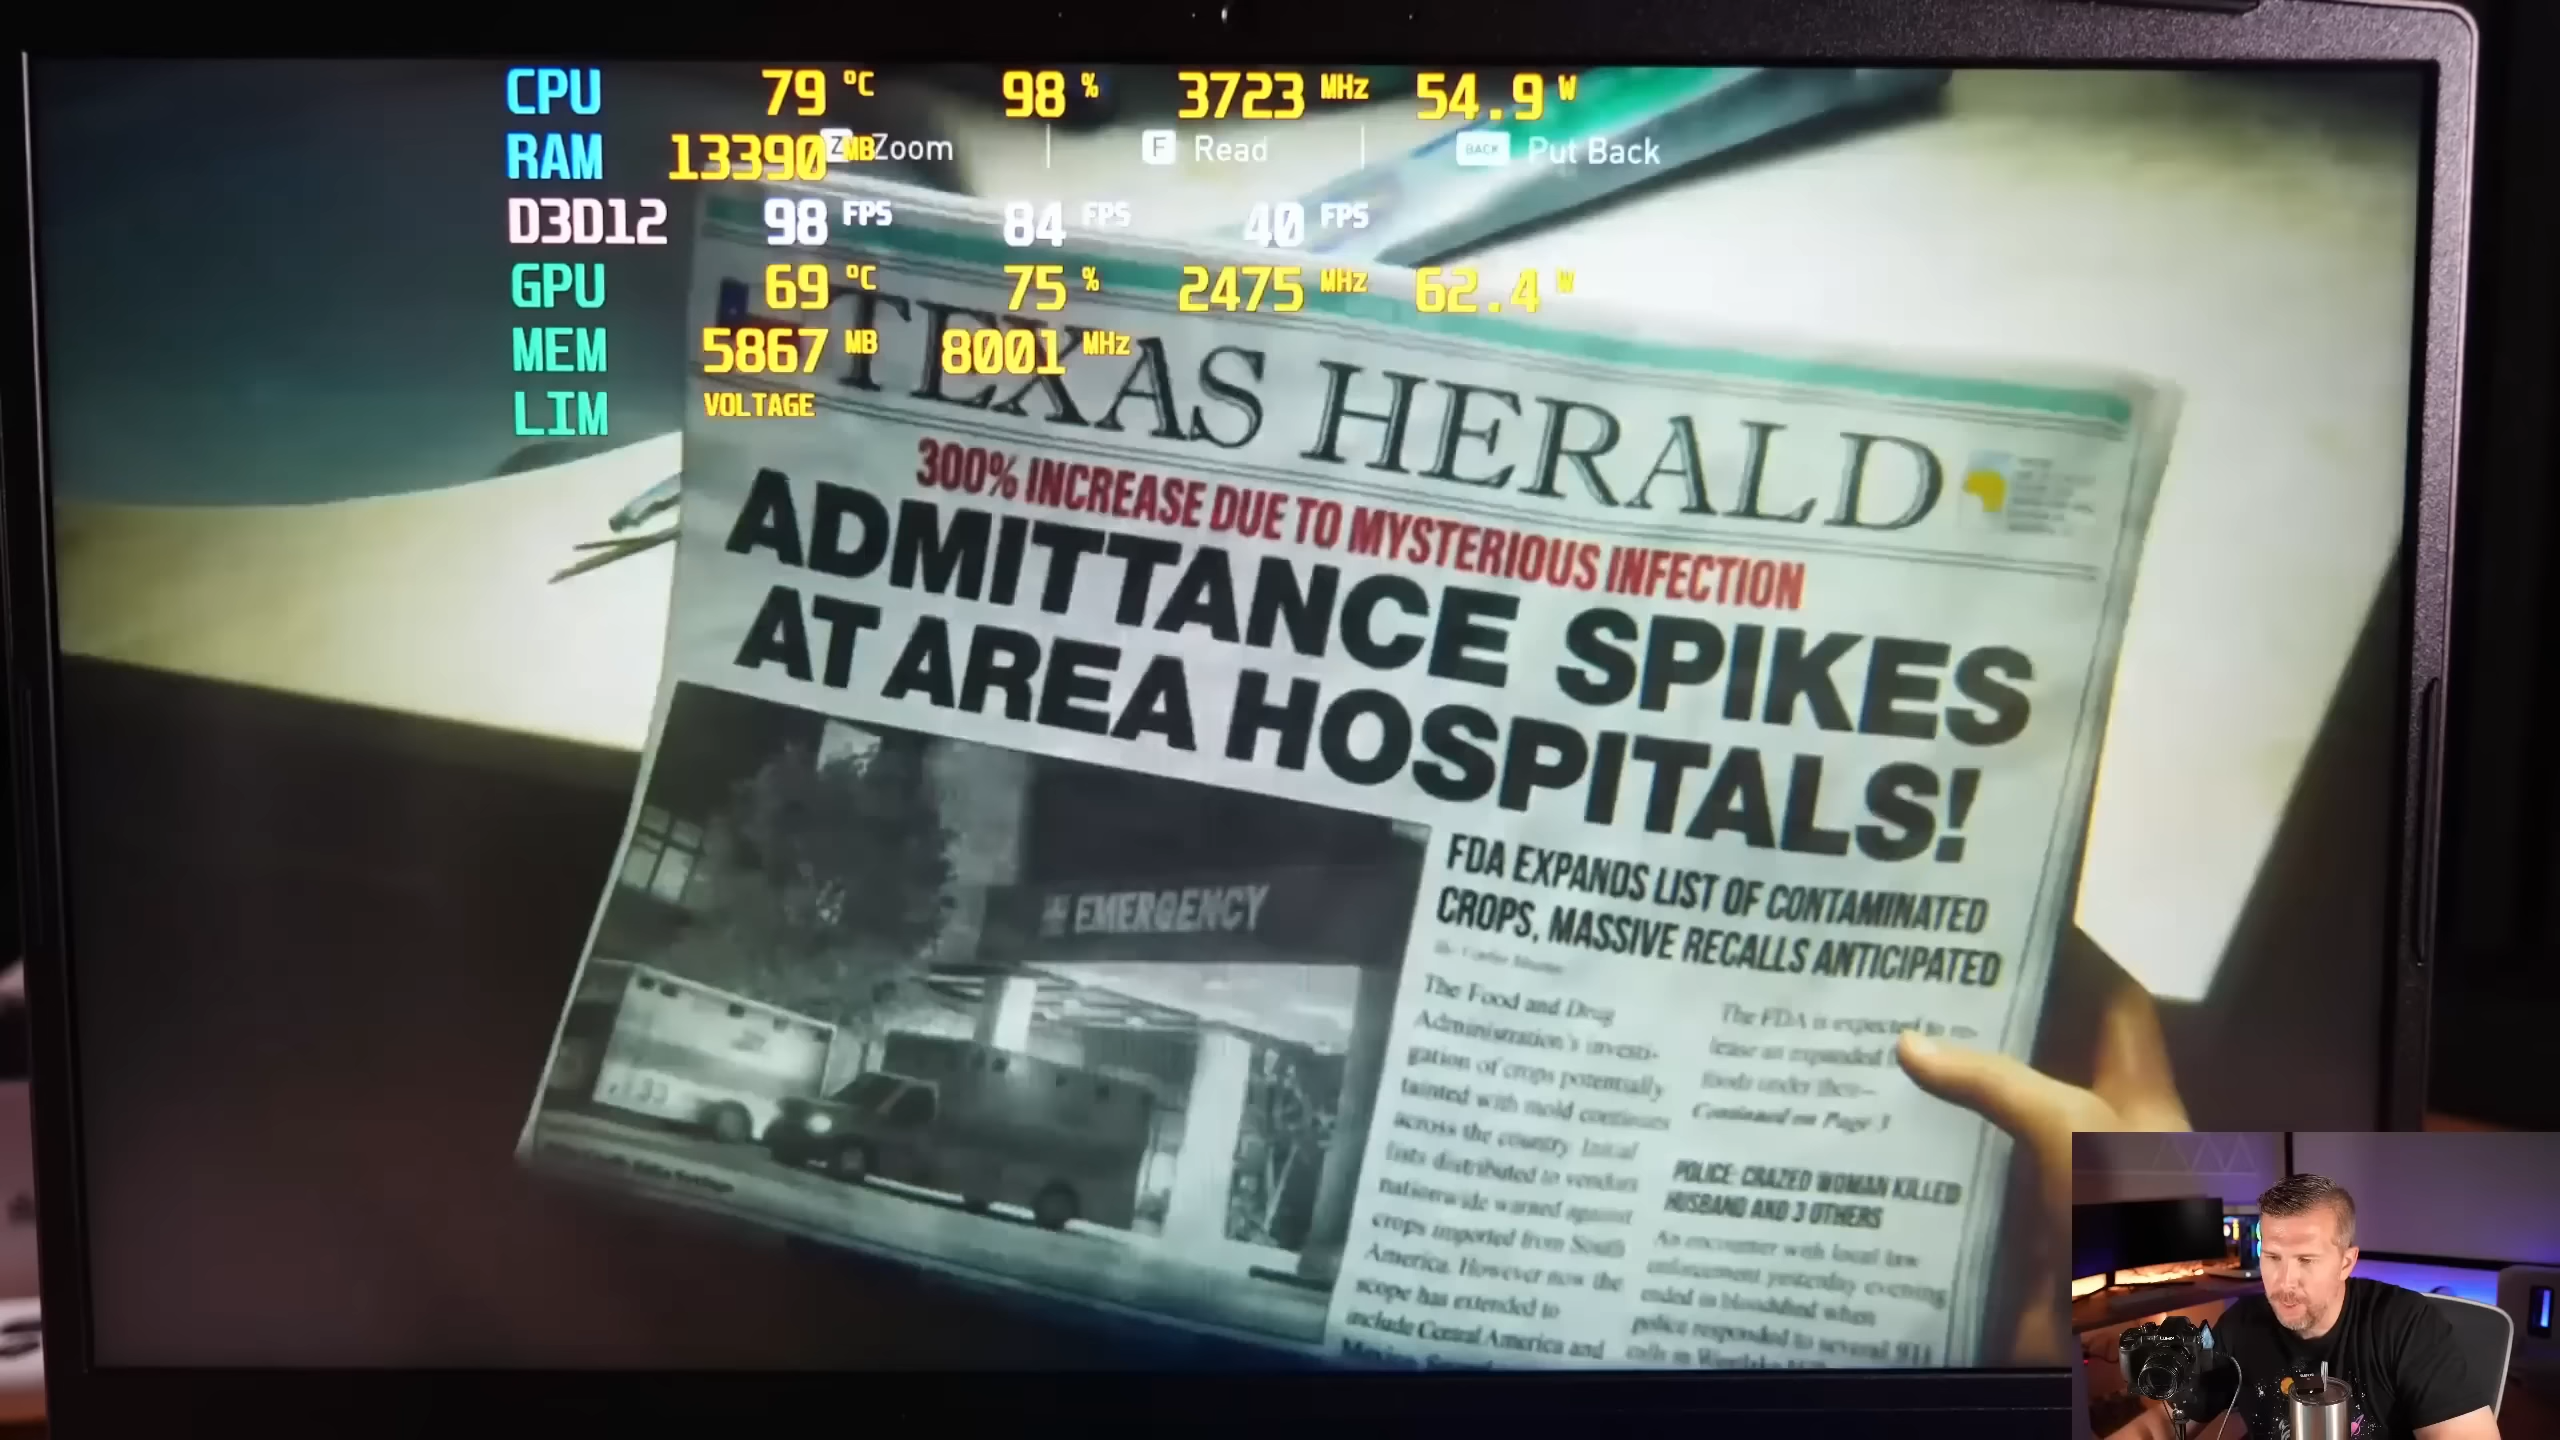 CPU 79 °C 98 % 3723 MHz 54.9 W
RAM 13390 MB
Z Zoom | F Read | BACK Put Back
D3D12 98 FPS 84 FPS 40 FPS
GPU 69 °C 75 % 2475 MHz 62.4 W
MEM 5867 MB 8001 MHz
LIM VOLTAGE
TEXAS HERALD
300% INCREASE DUE TO MYSTERIOUS INFECTION
ADMITTANCE SPIKES
AT AREA HOSPITALS!
EMERGENCY
FDA EXPANDS LIST OF CONTAMINATED
CROPS, MASSIVE RECALLS ANTICIPATED
The Food and Drug
Administration's investi-
gation of crops potentially
tainted with mold continues
across the country. Initial
lists distributed to vendors
nationwide warned against
crops imported from South
America. However now the
scope has extended to
include Central America and
The FDA is expected to re-
lease an expanded
foods under their—
Continued on Page 3
POLICE: CRAZED WOMAN KILLED
HUSBAND AND 3 OTHERS
An encounter with local law
enforcement yesterday evening
ended in bloodshed when
police responded to several 911
calls in